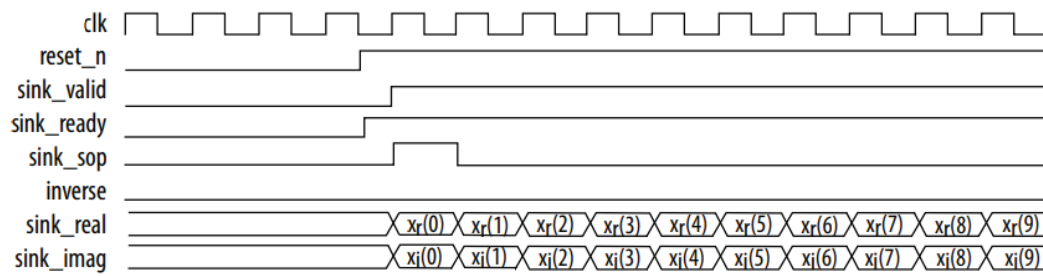 clk
reset_n
sink_valid
sink_ready
sink_sop
inverse
sink_real xr(0) xr(1) xr(2) xr(3) xr(4) xr(5) xr(6) xr(7) xr(8) xr(9)
sink_imag xi(0) xi(1) xi(2) xi(3) xi(4) xi(5) xi(6) xi(7) xi(8) xi(9)